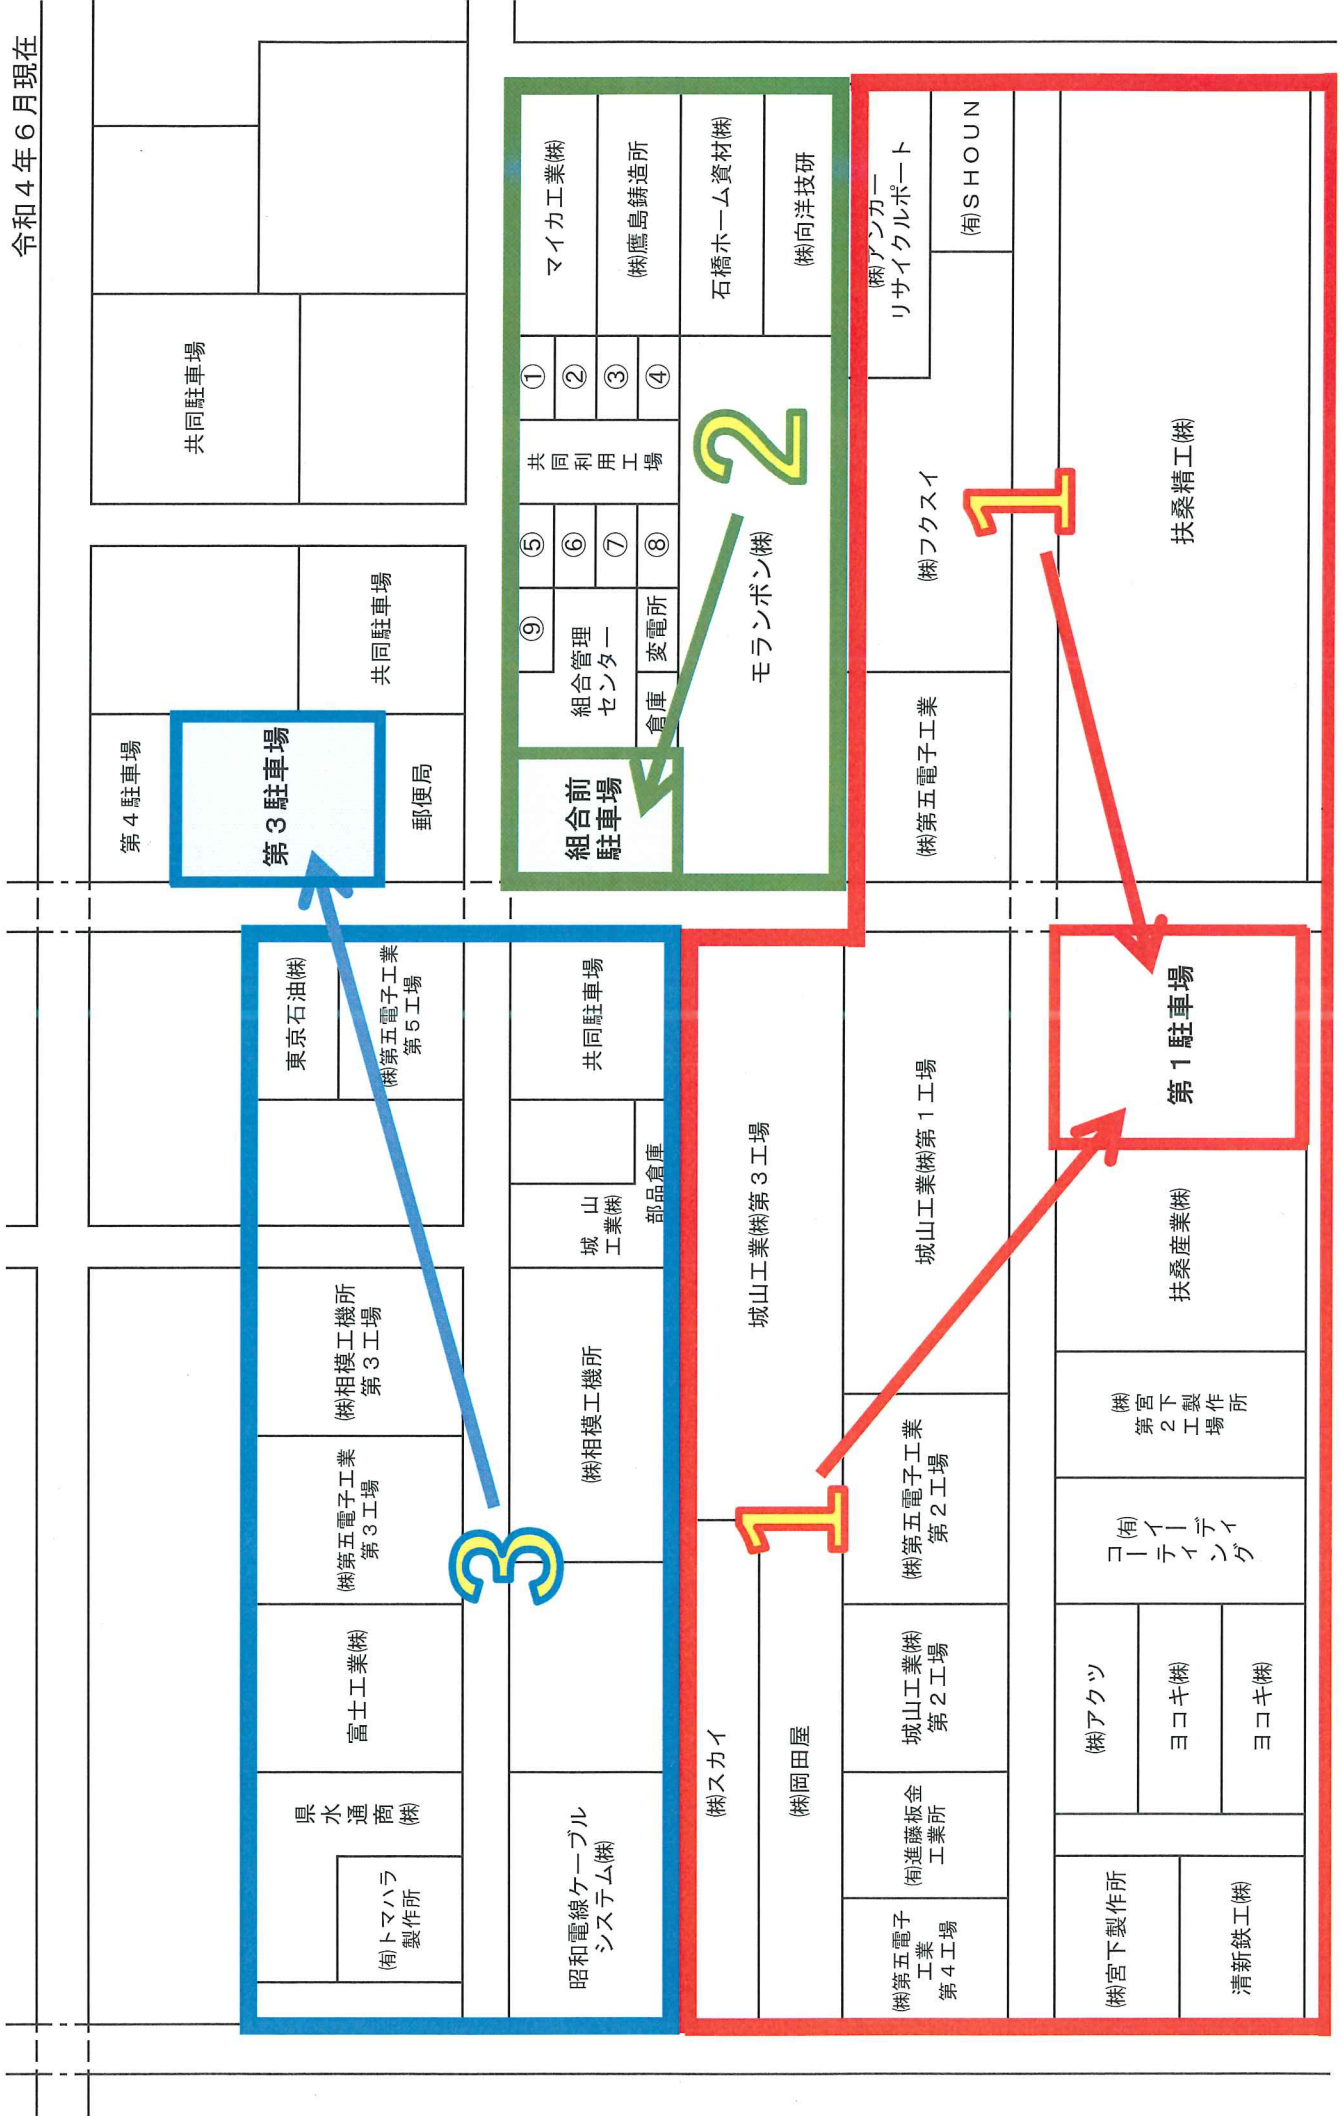 令和４年６月現在
共同駐車場
共同駐車場
第４駐車場
第３駐車場
郵便局
マイカ工業㈱
㈱鷹島鋳造所
石橋ホーム資材㈱
㈱向洋技研
①
②
③
④
共同利用工場
⑤
⑥
⑦
⑧
⑨
組合管理
センター
変電所
倉庫
組合前
駐車場
モランボン㈱
2
㈱アンカー
リサイクルポート
㈲ＳＨＯＵＮ
㈱フクスイ
1
扶桑精工㈱
㈱第五電子工業
東京石油㈱
㈱第五電子工業
第５工場
共同駐車場
城山
工業㈱
部品倉庫
㈱相模工機所
第３工場
㈱相模工機所
㈱第五電子工業
第３工場
3
富士工業㈱
県水通商㈱
㈲トマハラ
製作所
昭和電線ケーブル
システム㈱
城山工業㈱第３工場
城山工業㈱第１工場
第１駐車場
扶桑産業㈱
㈱宮下製作所
第２工場
1
㈱第五電子工業
第２工場
㈲イーディ
コーティング
㈱スカイ
㈱岡田屋
城山工業㈱
第２工場
㈱アクツ
ヨコキ㈱
ヨコキ㈱
㈲進藤板金
工業所
㈱第五電子
工業
第４工場
㈱宮下製作所
清新鉄工㈱